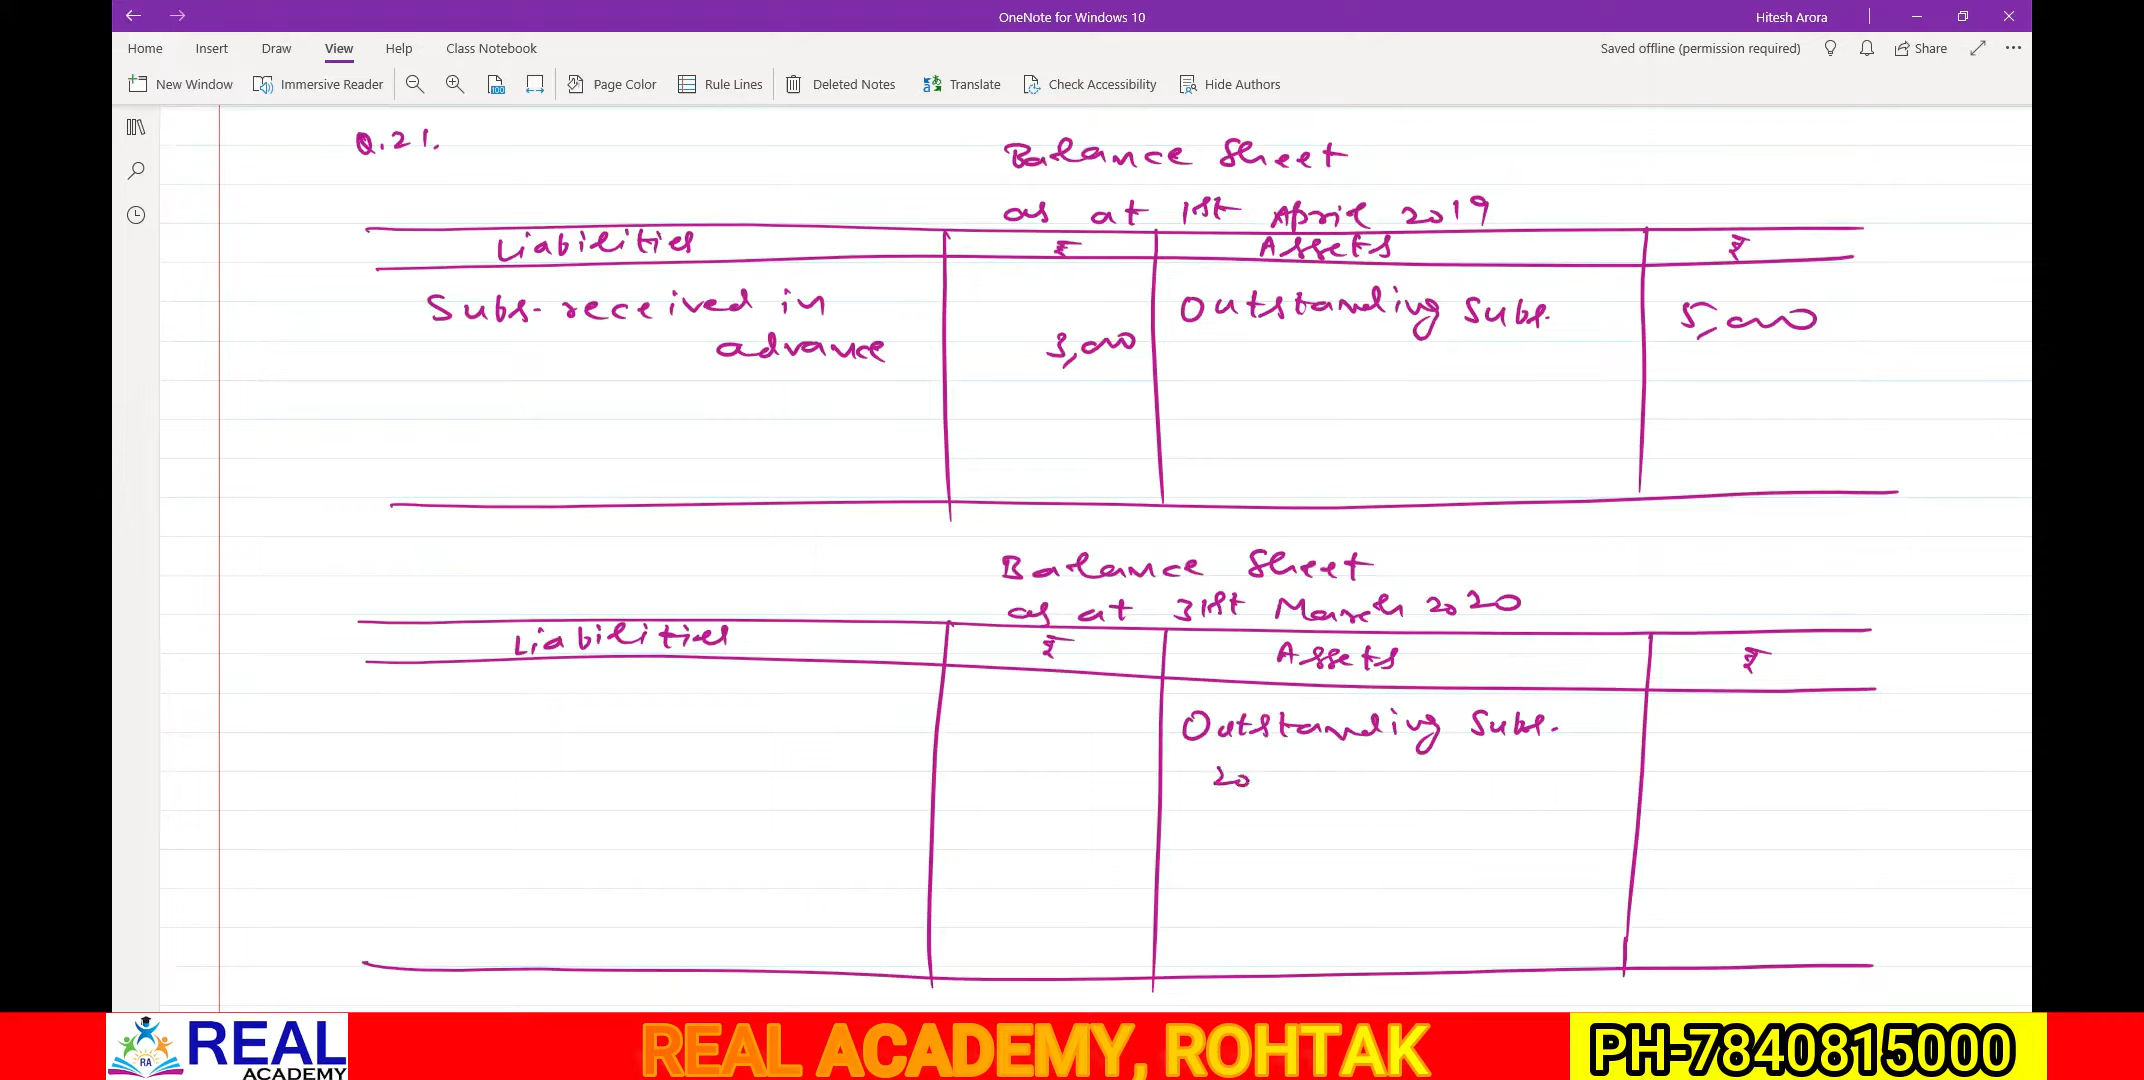 OneNote for Windows 10
Hitesh Arora
Home Insert Draw View Help Class Notebook
Saved offline (permission required) Share
New Window Immersive Reader 100 Page Color Rule Lines Deleted Notes Translate Check Accessibility Hide Authors
Q.21.
Balance Sheet
as at 1st April 2019
Liabilities ₹ Assets ₹
Subs. received in
advance 3,000
Outstanding Subs. 5,000
Balance Sheet
as at 31st March 2020
Liabilities ₹ Assets ₹
Outstanding Subs.
20
RA
REAL
ACADEMY
REAL ACADEMY, ROHTAK
PH-7840815000